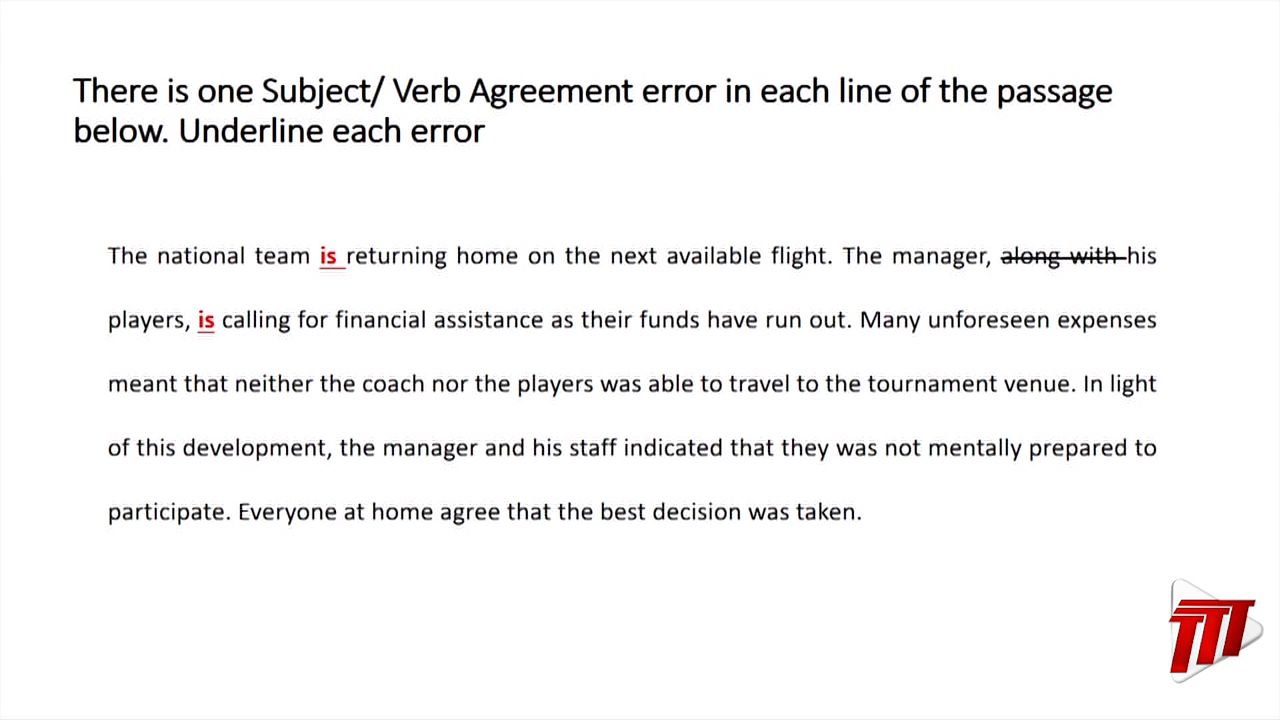 There is one Subject/ Verb Agreement error in each line of the passage
below. Underline each error
The national team is returning home on the next available flight. The manager, along with his
players, is calling for financial assistance as their funds have run out. Many unforeseen expenses
meant that neither the coach nor the players was able to travel to the tournament venue. In light
of this development, the manager and his staff indicated that they was not mentally prepared to
participate. Everyone at home agree that the best decision was taken.
TTT